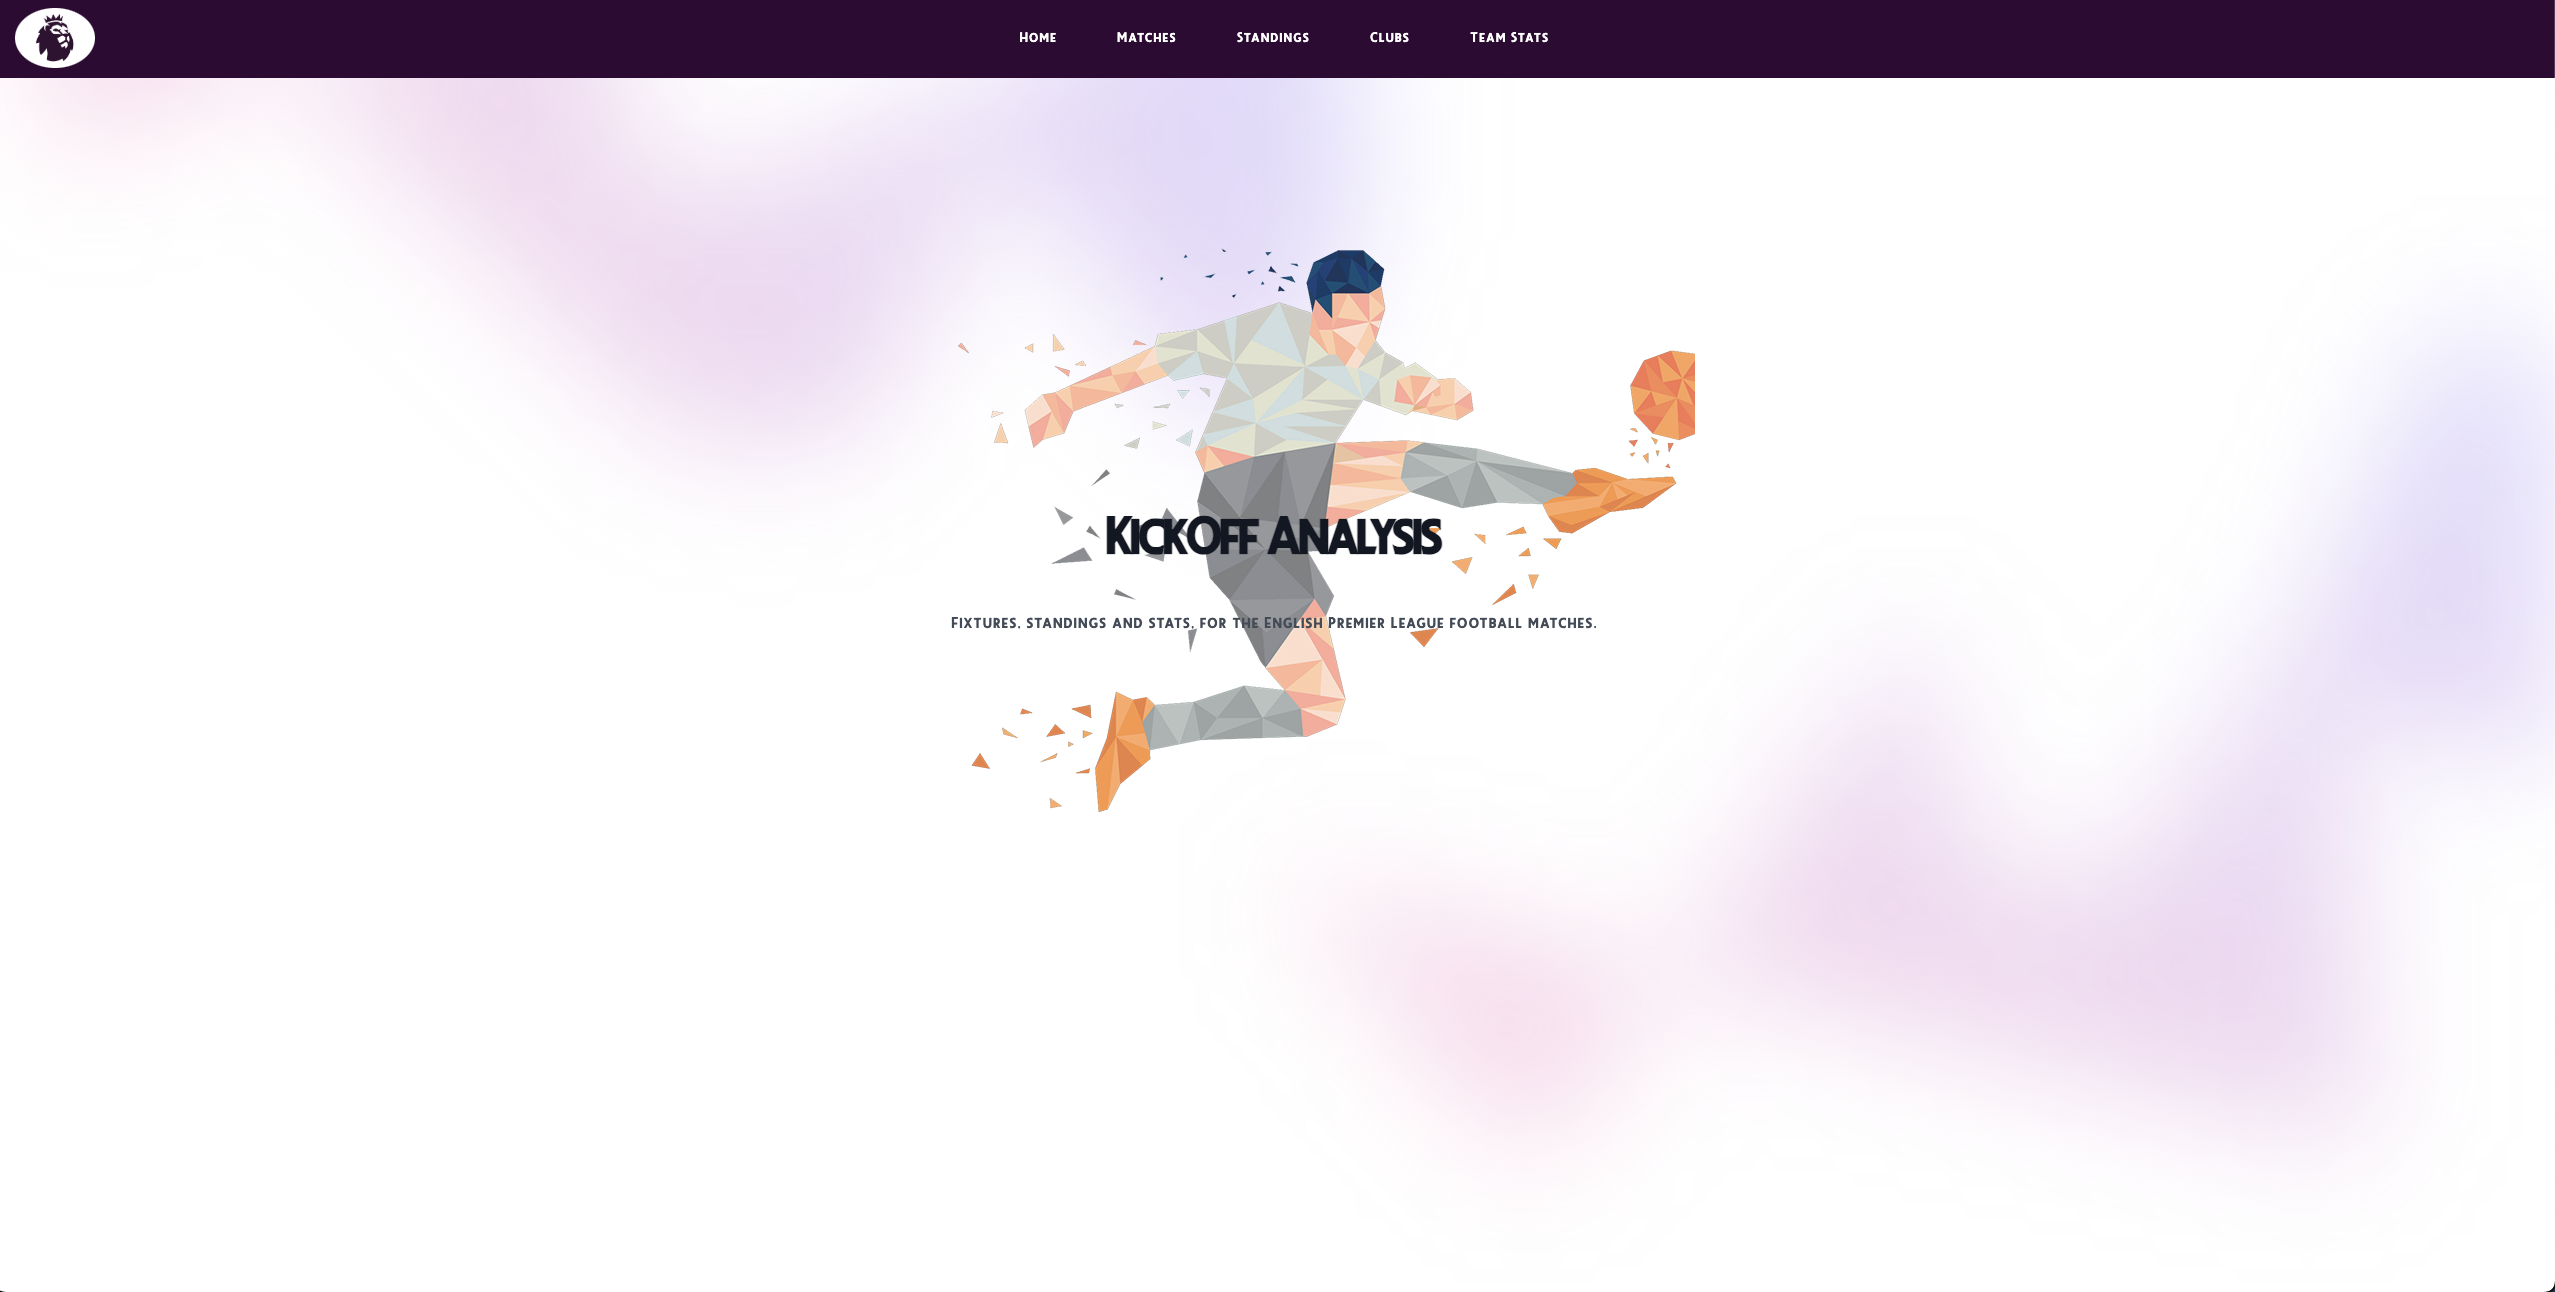 Home Matches Standings Clubs Team Stats
KickOff Analysis
Fixtures, standings and stats, for the English Premier League football matches.